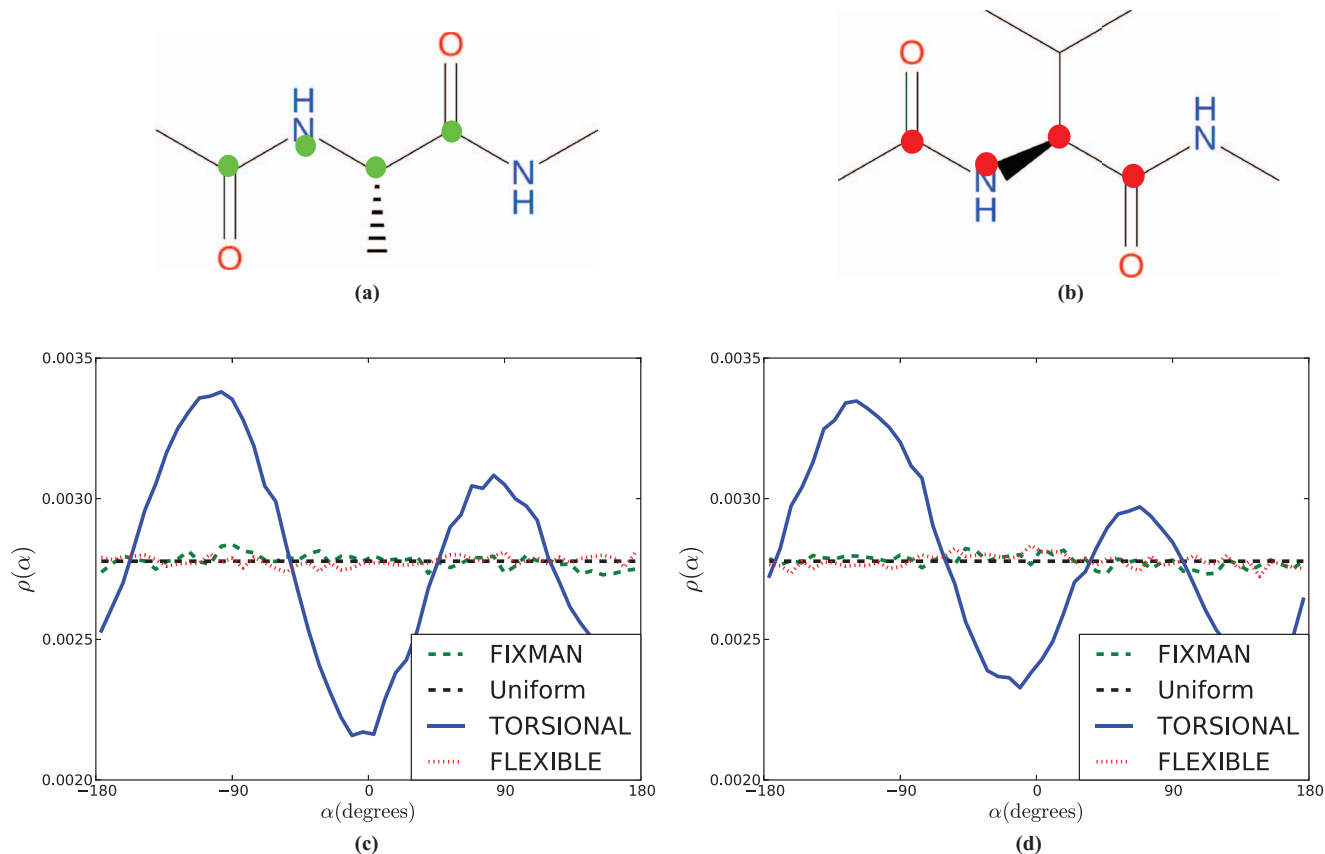 O
H
N
N
H
O
(a)
O
H
N
N
H
O
(b)
0.0035
0.0030
0.0025
0.0020
ρ(α)
−180
−90
0
90
180
α(degrees)
FIXMAN
Uniform
TORSIONAL
FLEXIBLE
(c)
0.0035
0.0030
0.0025
0.0020
ρ(α)
−180
−90
0
90
180
α(degrees)
FIXMAN
Uniform
TORSIONAL
FLEXIBLE
(d)